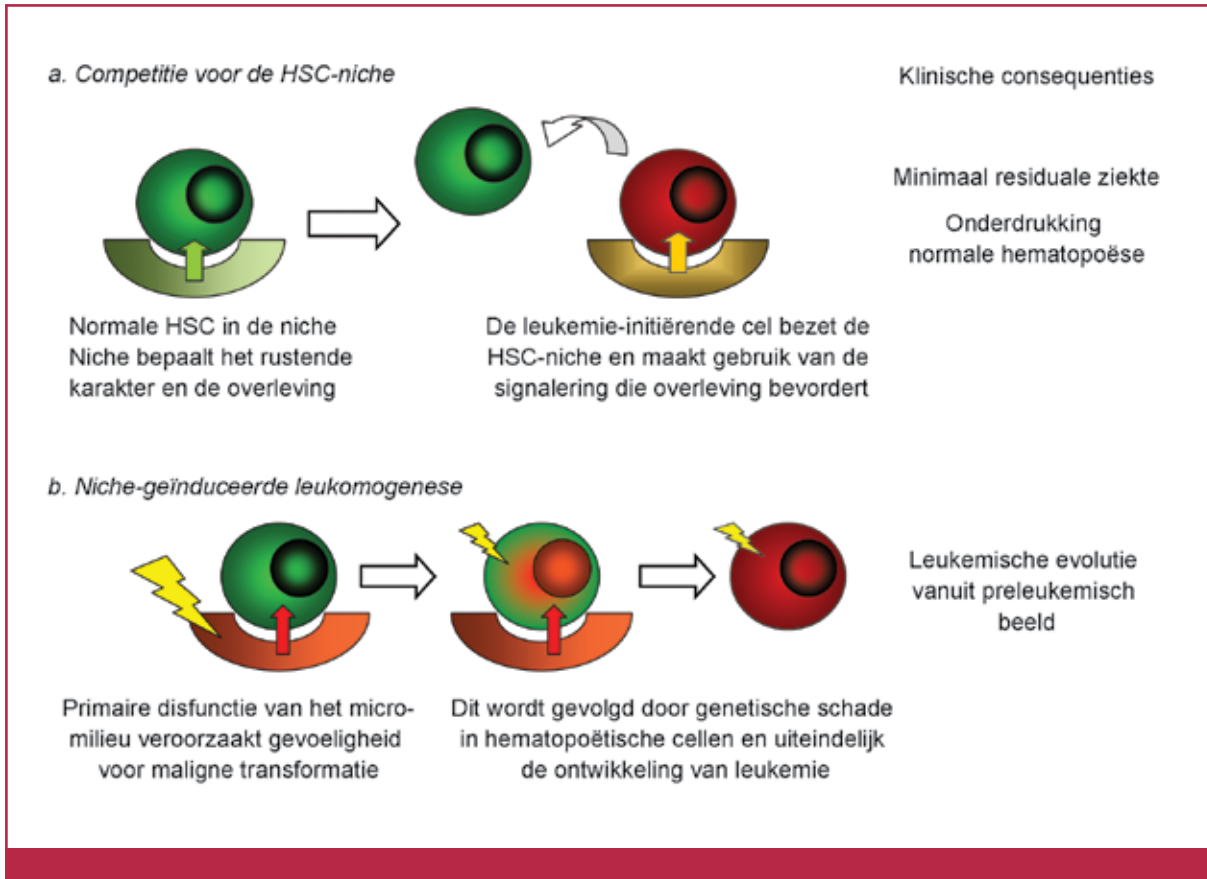 a. Competitie voor de HSC-niche
Klinische consequenties
Minimaal residuale ziekte
Onderdrukking
normale hematopoëse
Normale HSC in de niche
Niche bepaalt het rustende
karakter en de overleving
De leukemie-initiërende cel bezet de
HSC-niche en maakt gebruik van de
signalering die overleving bevordert
b. Niche-geïnduceerde leukomogenese
Leukemische evolutie
vanuit preleukemisch
beeld
Primaire disfunctie van het micro-
milieu veroorzaakt gevoeligheid
voor maligne transformatie
Dit wordt gevolgd door genetische schade
in hematopoëtische cellen en uiteindelijk
de ontwikkeling van leukemie